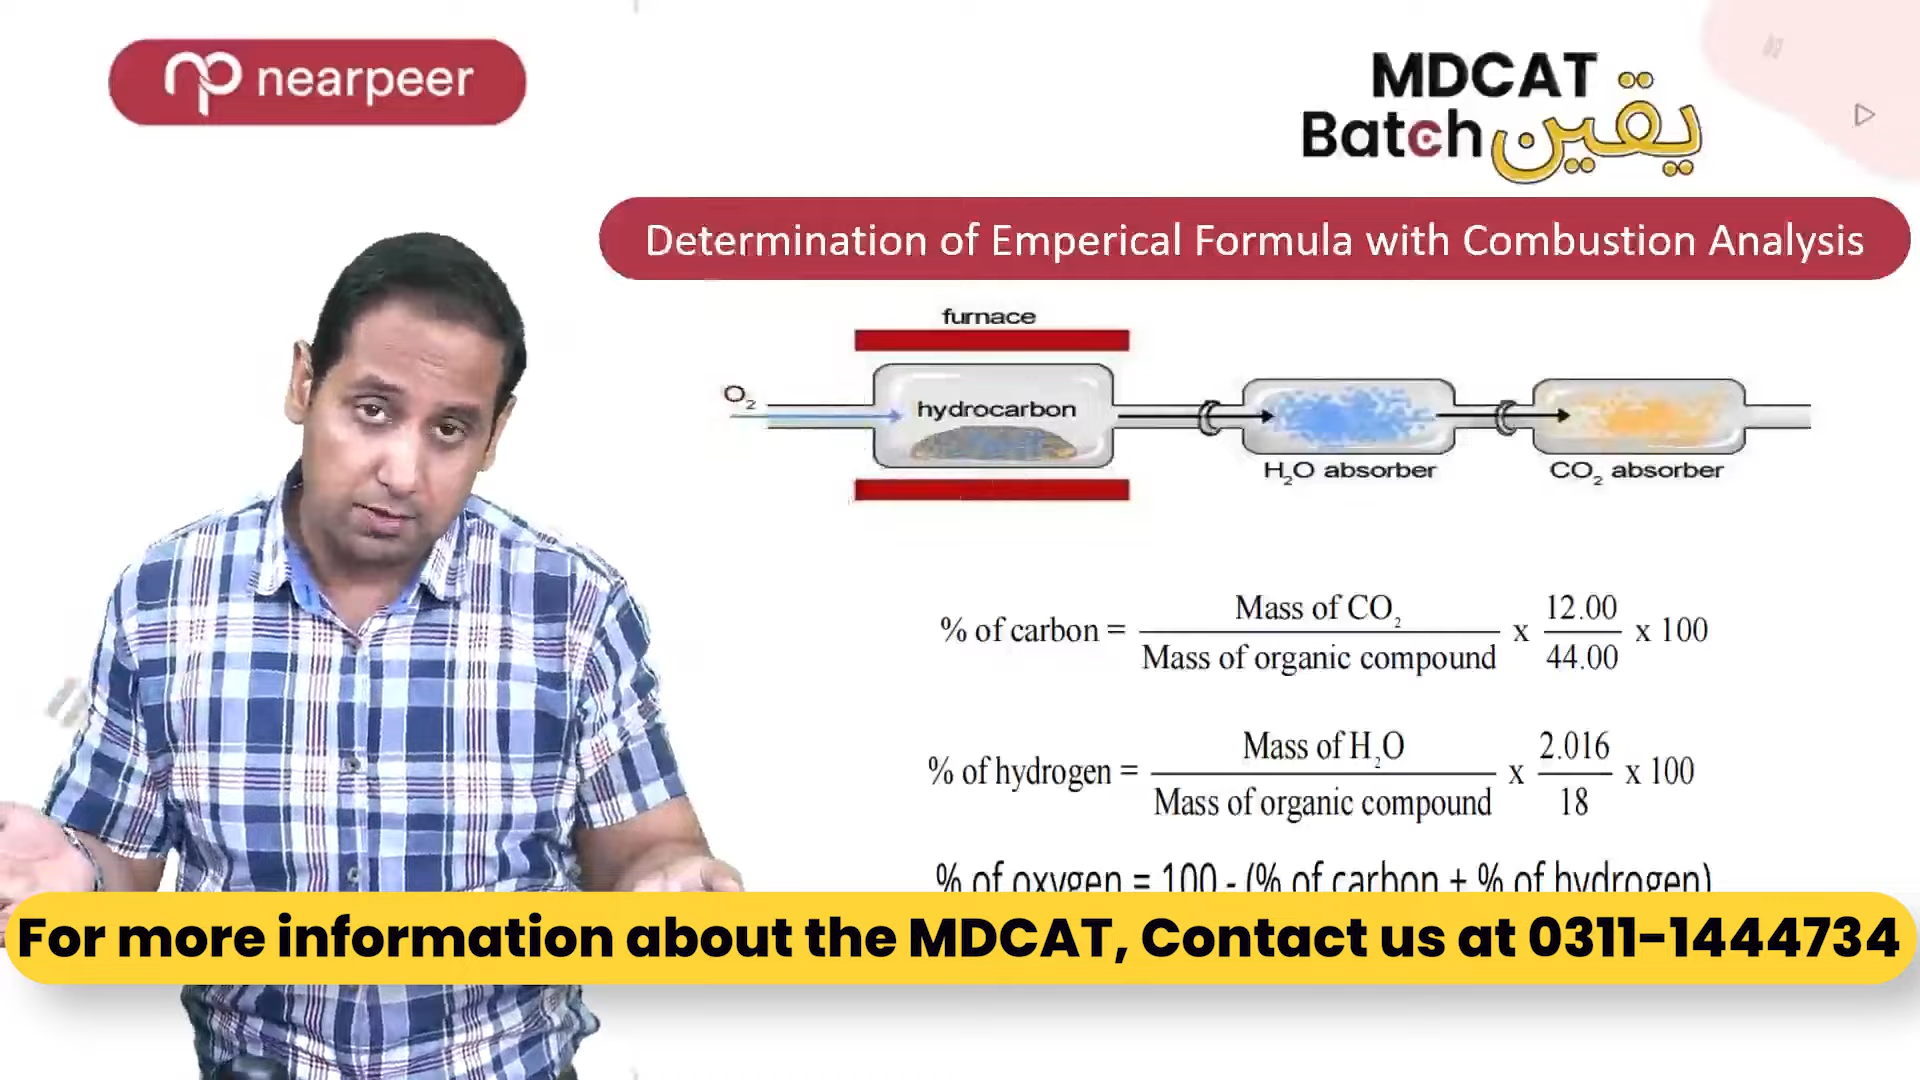 nearpeer
MDCAT
Batch يقين
Determination of Emperical Formula with Combustion Analysis
furnace
O₂
hydrocarbon
H₂O absorber
CO₂ absorber
% of carbon = Mass of CO₂ / Mass of organic compound x 12.00 / 44.00 x 100
% of hydrogen = Mass of H₂O / Mass of organic compound x 2.016 / 18 x 100
% of oxygen = 100 - (% of carbon + % of hydrogen)
For more information about the MDCAT, Contact us at 0311-1444734